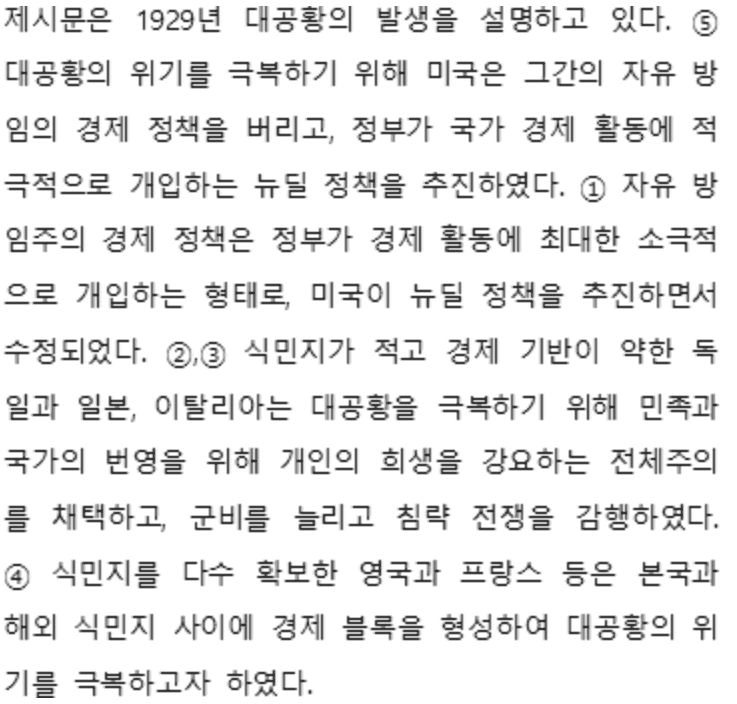 제시문은 1929년 대공황의 발생을 설명하고 있다. ⑤
대공황의 위기를 극복하기 위해 미국은 그간의 자유 방
임의 경제 정책을 버리고, 정부가 국가 경제 활동에 적
극적으로 개입하는 뉴딜 정책을 추진하였다. ① 자유 방
임주의 경제 정책은 정부가 경제 활동에 최대한 소극적
으로 개입하는 형태로, 미국이 뉴딜 정책을 추진하면서
수정되었다. ②,③ 식민지가 적고 경제 기반이 약한 독
일과 일본, 이탈리아는 대공황을 극복하기 위해 민족과
국가의 번영을 위해 개인의 희생을 강요하는 전체주의
를 채택하고, 군비를 늘리고 침략 전쟁을 감행하였다.
④ 식민지를 다수 확보한 영국과 프랑스 등은 본국과
해외 식민지 사이에 경제 블록을 형성하여 대공황의 위
기를 극복하고자 하였다.